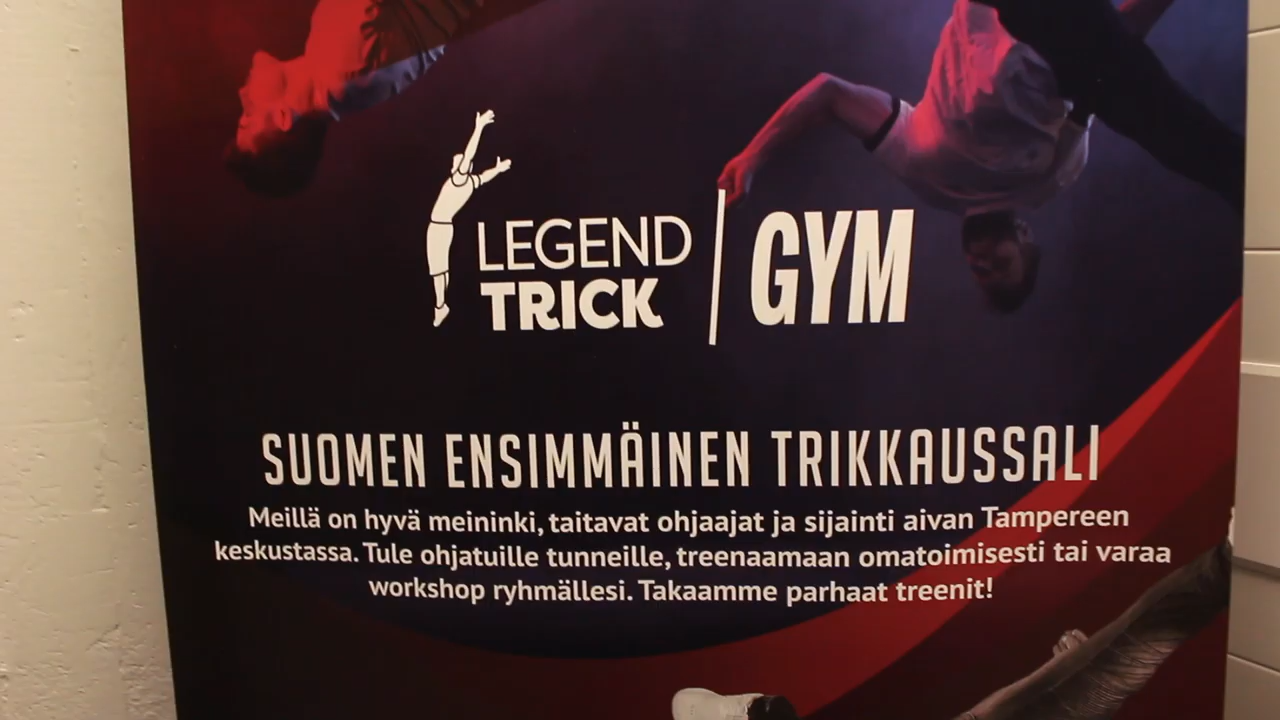 LEGEND
TRICK
GYM
SUOMEN ENSIMMÄINEN TRIKKAUSSALI
Meillä on hyvä meininki, taitavat ohjaajat ja sijainti aivan Tampereen
keskustassa. Tule ohjatuille tunneille, treenaamaan omatoimisesti tai varaa
workshop ryhmällesi. Takaamme parhaat treenit!